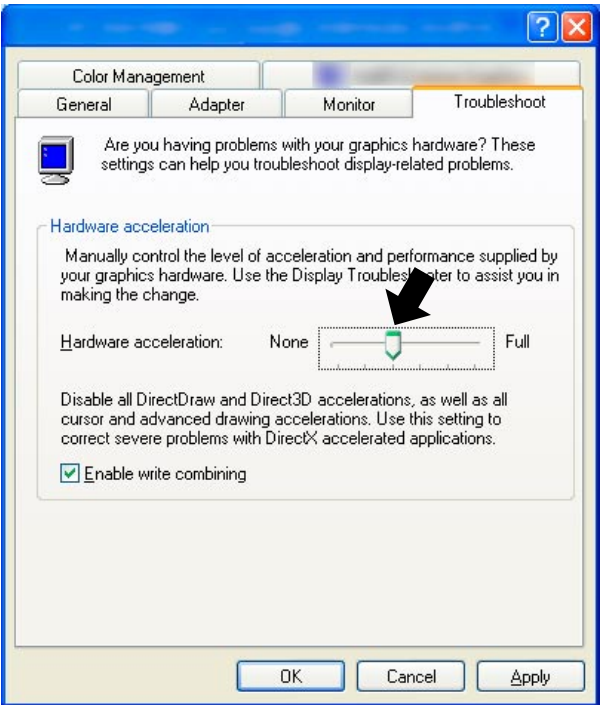 Color Management
General Adapter Monitor Troubleshoot
Are you having problems with your graphics hardware? These
settings can help you troubleshoot display-related problems.
Hardware acceleration
Manually control the level of acceleration and performance supplied by
your graphics hardware. Use the Display Troubleshooter to assist you in
making the change.
Hardware acceleration: None Full
Disable all DirectDraw and Direct3D accelerations, as well as all
cursor and advanced drawing accelerations. Use this setting to
correct severe problems with DirectX accelerated applications.
Enable write combining
OK Cancel Apply